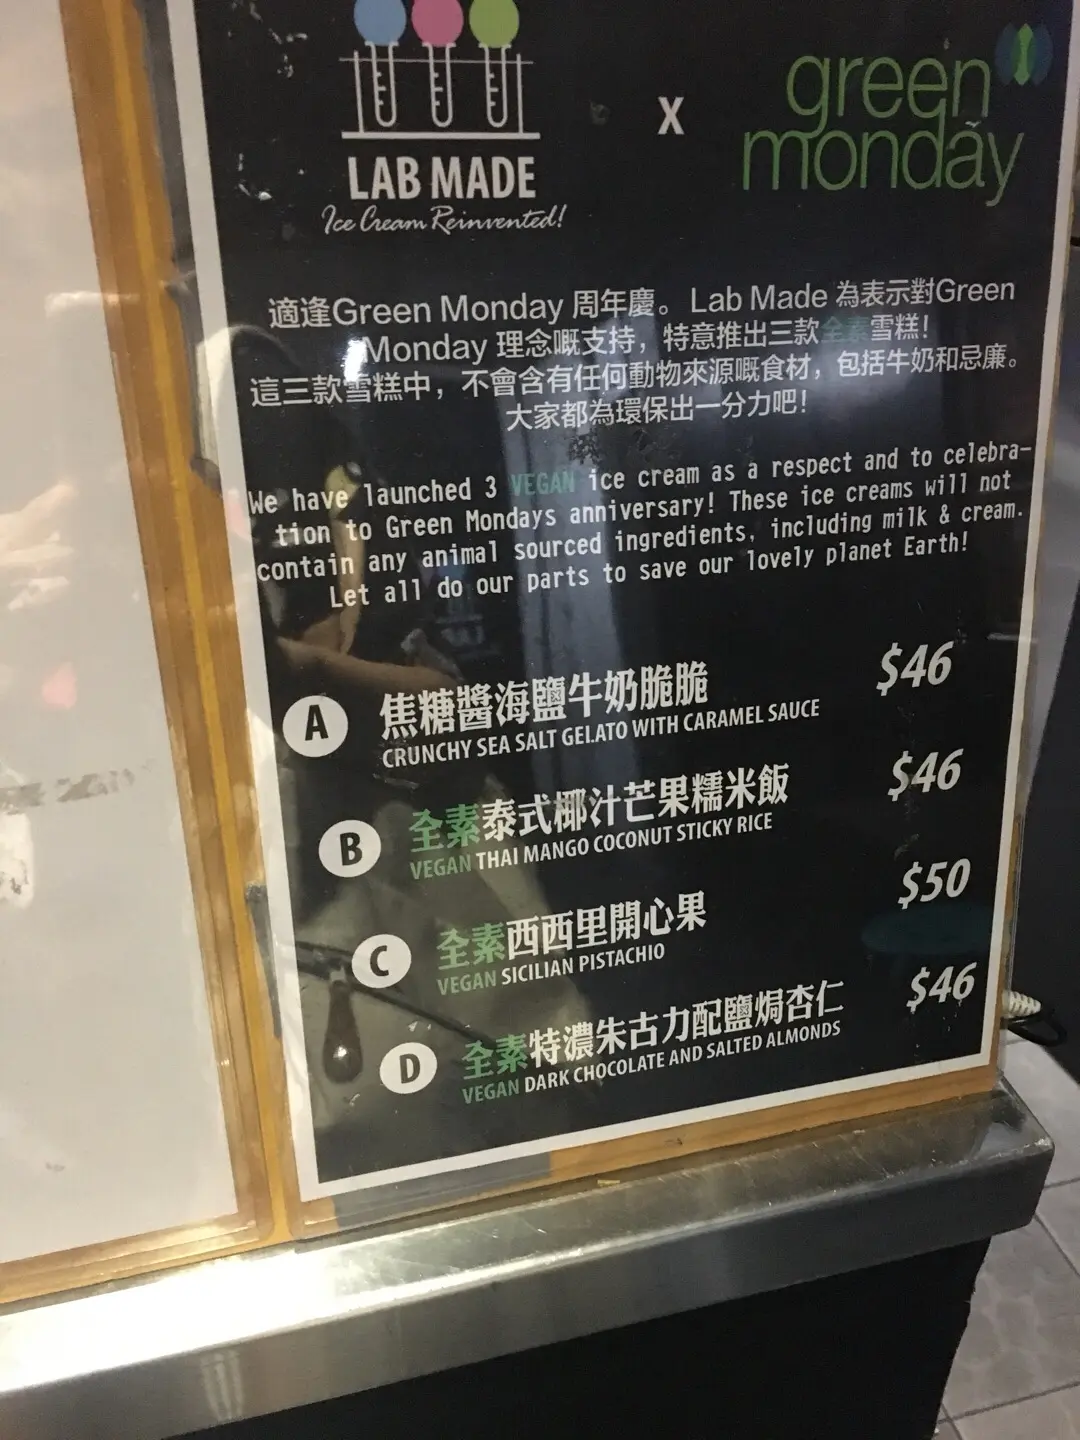 LAB MADE
Ice Cream Reinvented!
X
green
monday
適逢Green Monday 周年慶。Lab Made 為表示對Green
Monday 理念嘅支持，特意推出三款全素雪糕！
這三款雪糕中，不會含有任何動物來源嘅食材，包括牛奶和忌廉。
大家都為環保出一分力吧！
We have launched 3 VEGAN ice cream as a respect and to celebra-
tion to Green Mondays anniversary! These ice creams will not
contain any animal sourced ingredients, including milk & cream.
Let all do our parts to save our lovely planet Earth!
A 焦糖醬海鹽牛奶脆脆 $46
CRUNCHY SEA SALT GELATO WITH CARAMEL SAUCE
B 全素泰式椰汁芒果糯米飯 $46
VEGAN THAI MANGO COCONUT STICKY RICE
C 全素西西里開心果 $50
VEGAN SICILIAN PISTACHIO
D 全素特濃朱古力配鹽焗杏仁 $46
VEGAN DARK CHOCOLATE AND SALTED ALMONDS